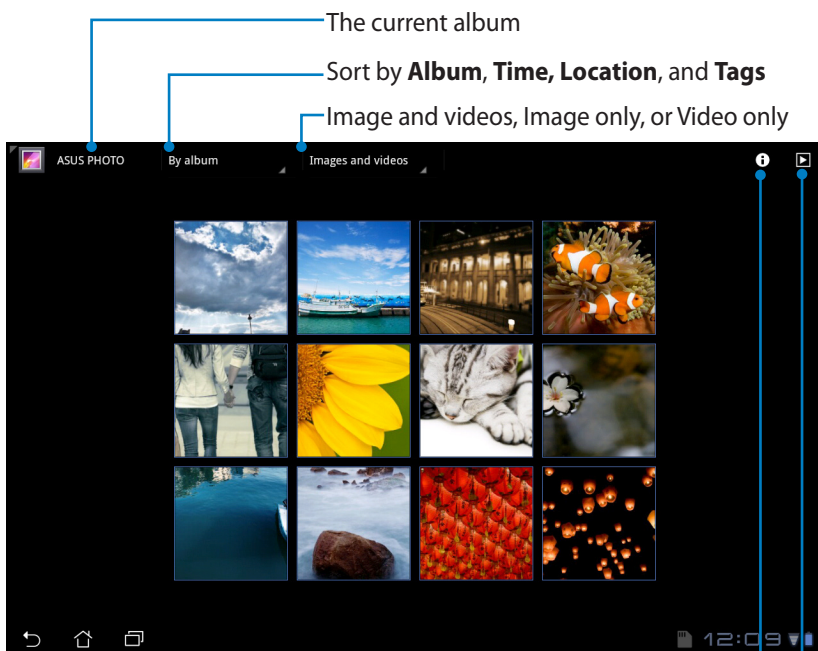 The current album
Sort by Album, Time, Location, and Tags
Image and videos, Image only, or Video only
ASUS PHOTO
By album
Images and videos
12:09